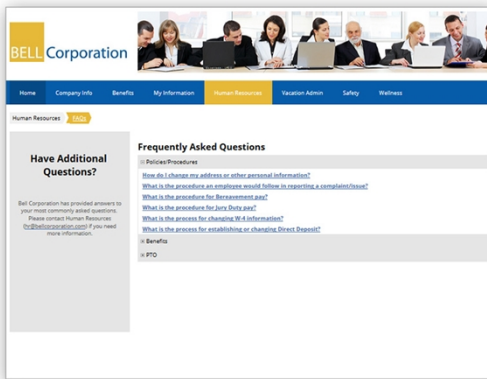 BELL Corporation
Home Company Info Benefits My Information Human Resources Vacation Admin Safety Wellness
Human Resources FAQs
Have Additional
Questions?
Bell Corporation has provided answers to
your most commonly asked questions.
Please contact Human Resources
(hr@bellcorporation.com) if you need
more information.
Frequently Asked Questions
Policies/Procedures
How do I change my address or other personal information?
What is the procedure an employee would follow in reporting a complaint/issue?
What is the procedure for Bereavement pay?
What is the procedure for Jury Duty pay?
What is the process for changing W-4 information?
What is the process for establishing or changing Direct Deposit?
Benefits
PTO